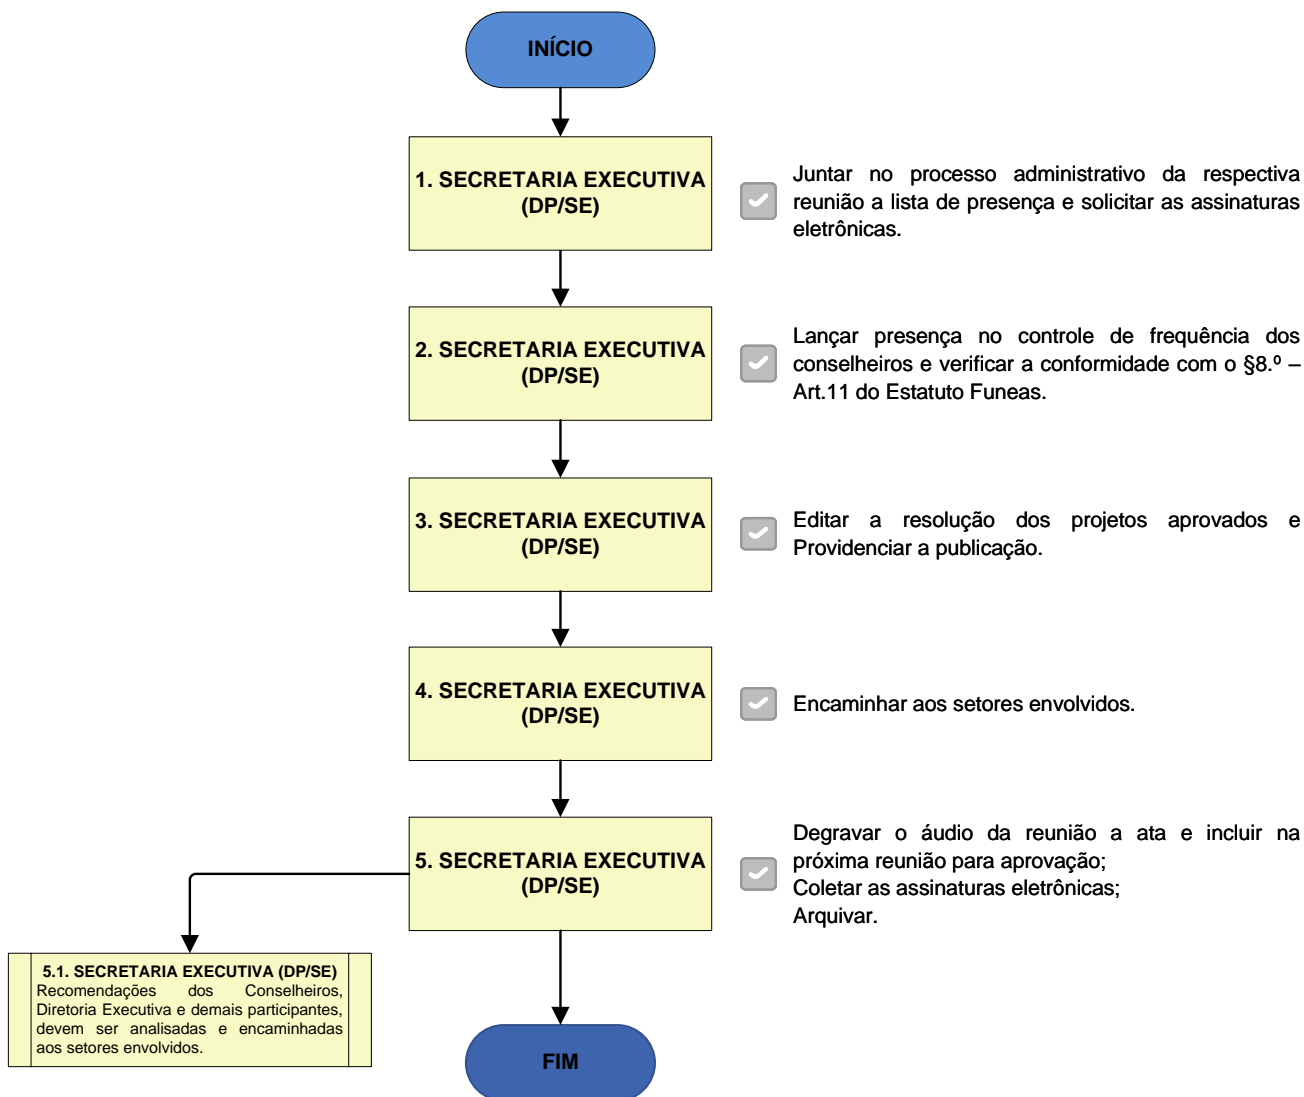 INÍCIO
1. SECRETARIA EXECUTIVA
(DP/SE)
Juntar no processo administrativo da respectiva
reunião a lista de presença e solicitar as assinaturas
eletrônicas.
2. SECRETARIA EXECUTIVA
(DP/SE)
Lançar presença no controle de frequência dos
conselheiros e verificar a conformidade com o §8.º –
Art.11 do Estatuto Funeas.
3. SECRETARIA EXECUTIVA
(DP/SE)
Editar a resolução dos projetos aprovados e
Providenciar a publicação.
4. SECRETARIA EXECUTIVA
(DP/SE)
Encaminhar aos setores envolvidos.
5. SECRETARIA EXECUTIVA
(DP/SE)
Degravar o áudio da reunião a ata e incluir na
próxima reunião para aprovação;
Coletar as assinaturas eletrônicas;
Arquivar.
5.1. SECRETARIA EXECUTIVA (DP/SE)
Recomendações dos Conselheiros,
Diretoria Executiva e demais participantes,
devem ser analisadas e encaminhadas
aos setores envolvidos.
FIM